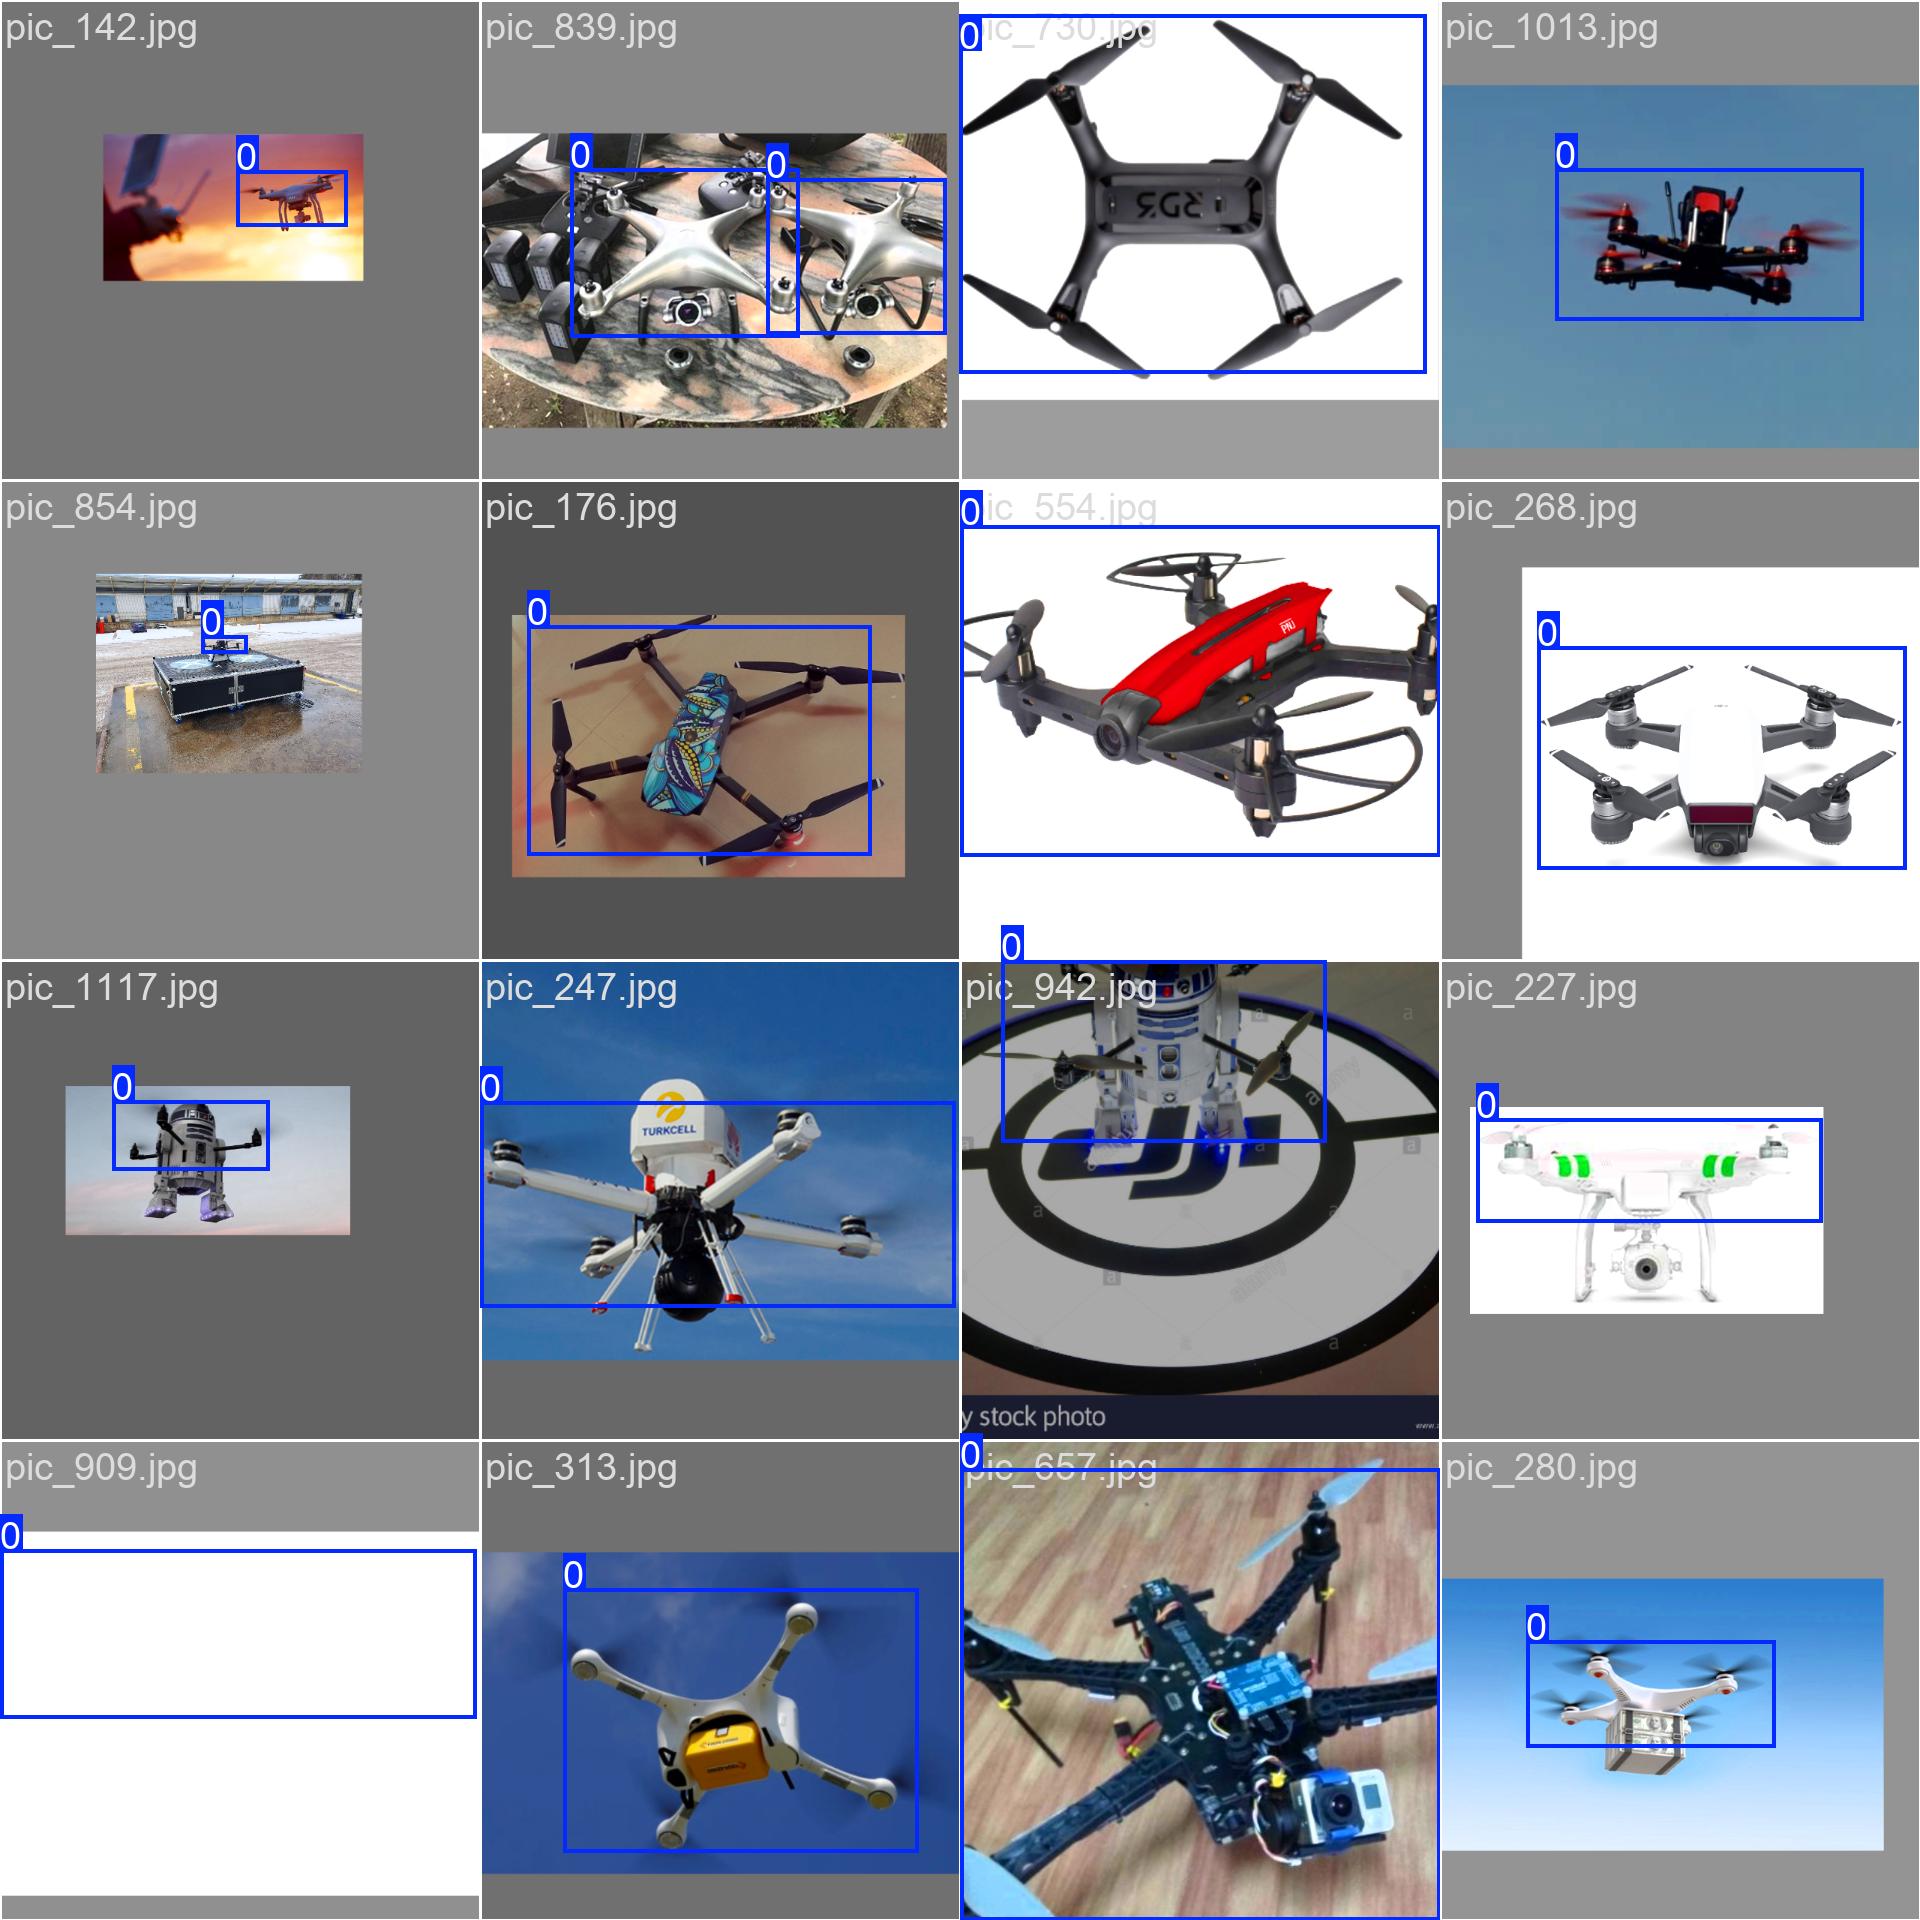 pic_142.jpg
pic_839.jpg
pic_730.jpg
pic_1013.jpg
0
0
0
0
0
pic_854.jpg
pic_176.jpg
pic_554.jpg
pic_268.jpg
0
0
0
0
PNJ
pic_1117.jpg
pic_247.jpg
pic_942.jpg
pic_227.jpg
0
0
0
0
TURKCELL
a
a
a
a
a
a
a
a
a
alamy
y stock photo
pic_909.jpg
pic_313.jpg
pic_657.jpg
pic_280.jpg
0
0
0
0